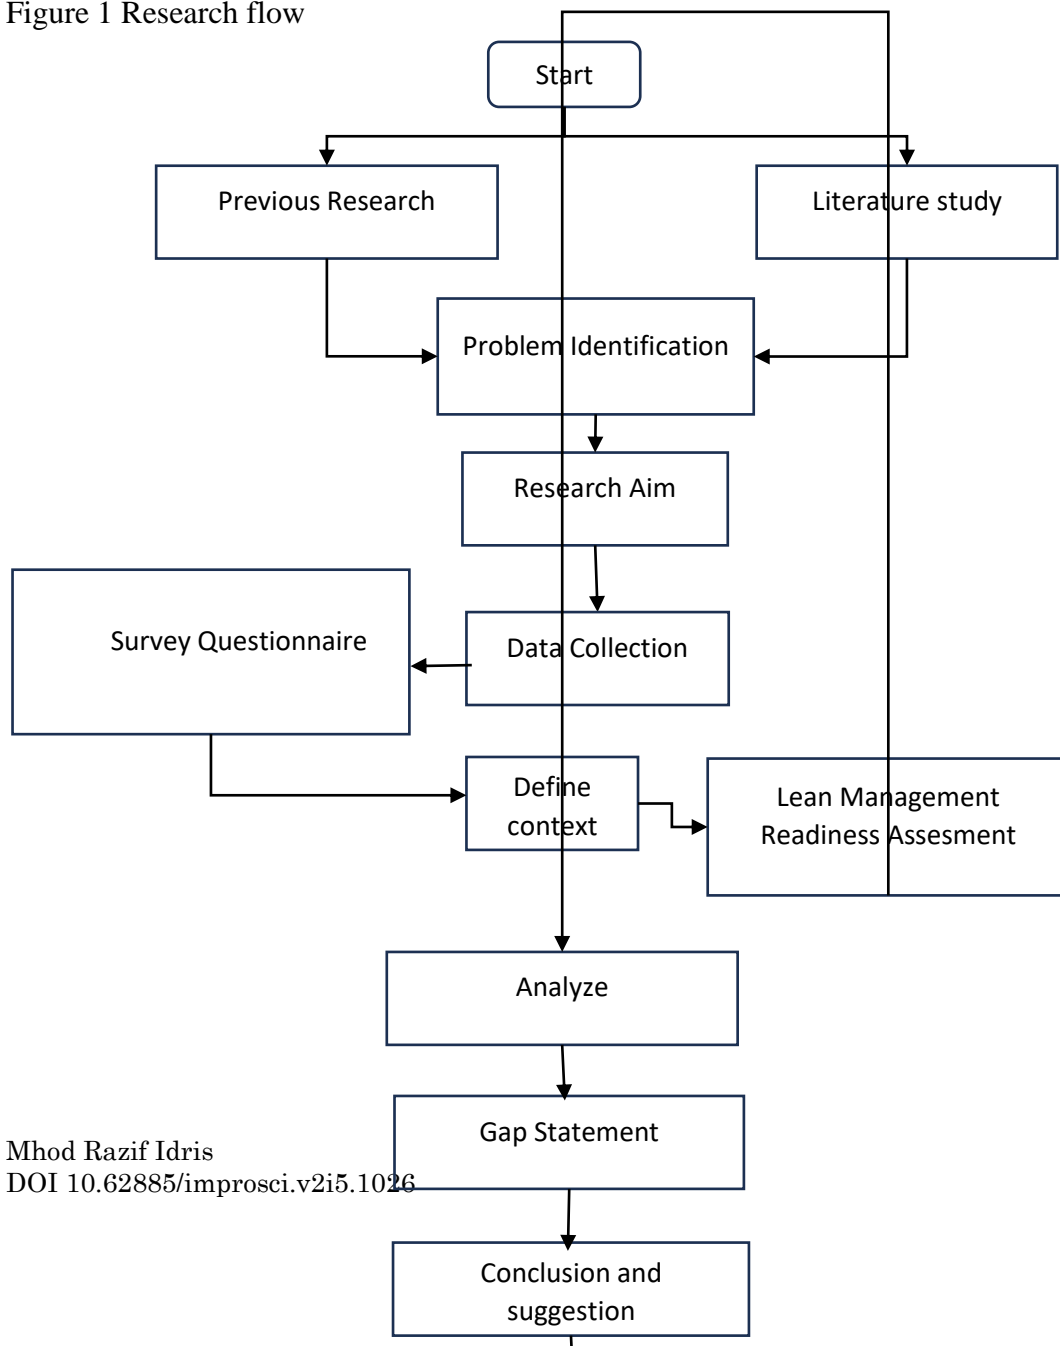 Figure 1 Research flow
Start
Previous Research
Literature study
Problem Identification
Research Aim
Survey Questionnaire
Data Collection
Define
context
Lean Management
Readiness Assesment
Analyze
Gap Statement
Mhod Razif Idris
DOI 10.62885/improsci.v2i5.1026
Conclusion and
suggestion